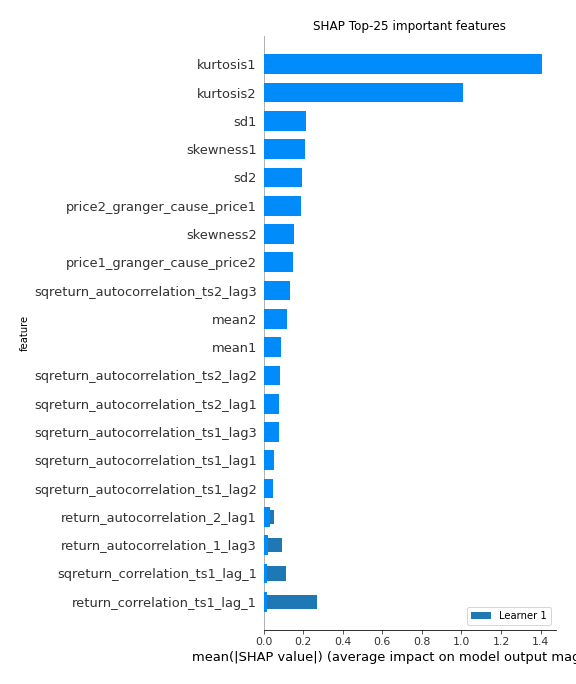 SHAP Top-25 important features
kurtosis1
kurtosis2
sd1
skewness1
sd2
price2_granger_cause_price1
skewness2
price1_granger_cause_price2
sqreturn_autocorrelation_ts2_lag3
mean2
mean1
sqreturn_autocorrelation_ts2_lag2
sqreturn_autocorrelation_ts2_lag1
sqreturn_autocorrelation_ts1_lag3
sqreturn_autocorrelation_ts1_lag1
sqreturn_autocorrelation_ts1_lag2
return_autocorrelation_2_lag1
return_autocorrelation_1_lag3
sqreturn_correlation_ts1_lag_1
return_correlation_ts1_lag_1
feature
Learner 1
0.0 0.2 0.4 0.6 0.8 1.0 1.2 1.4
mean(|SHAP value|) (average impact on model output mag